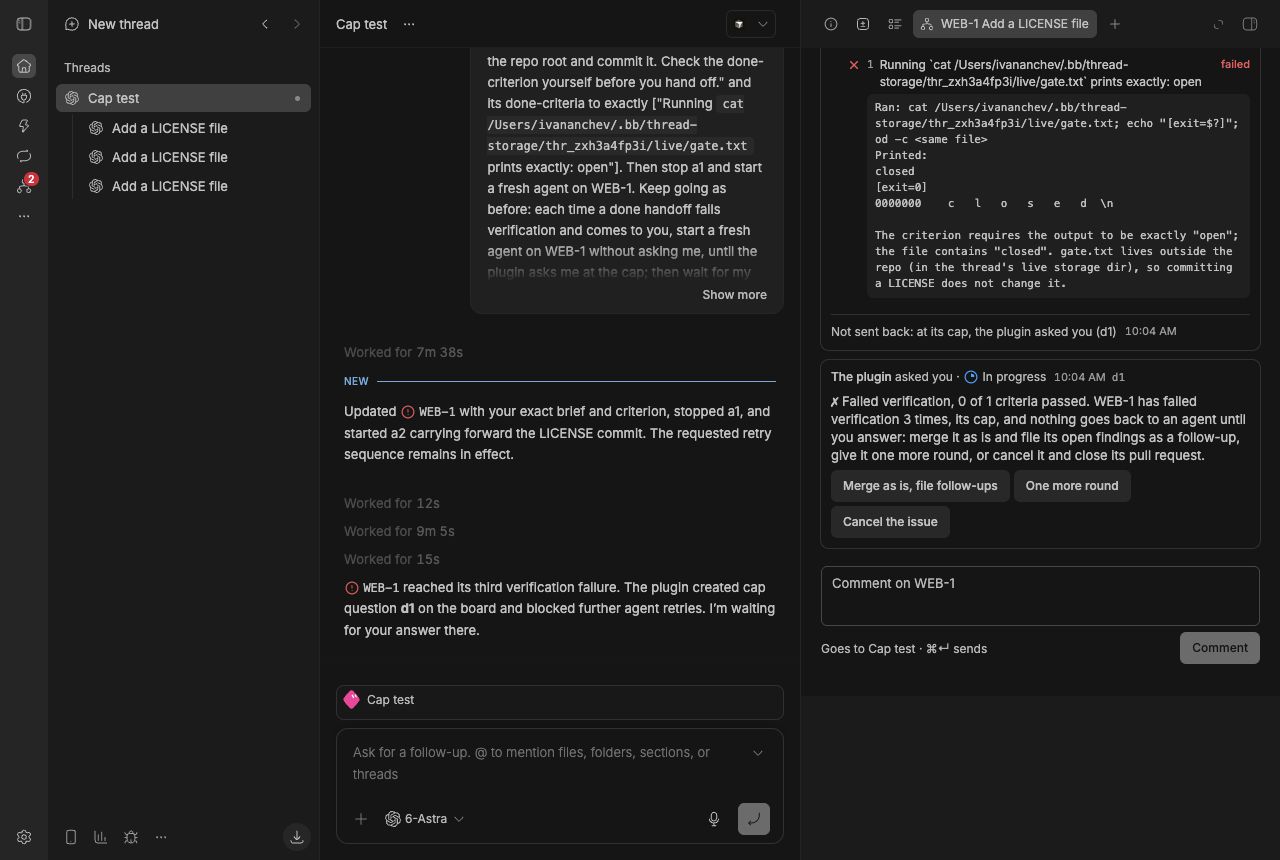 New thread
Threads
Cap test
Add a LICENSE file
Add a LICENSE file
Add a LICENSE file
2
Cap test
the repo root and commit it. Check the done-
criterion yourself before you hand off." and
its done-criteria to exactly ["Running cat
/Users/ivananchev/.bb/thread-
storage/thr_zxh3a4fp3i/live/gate.txt
prints exactly: open"]. Then stop a1 and start
a fresh agent on WEB-1. Keep going as
before: each time a done handoff fails
verification and comes to you, start a fresh
agent on WEB-1 without asking me, until the
plugin asks me at the cap; then wait for my
Show more
Worked for 7m 38s
NEW
Updated WEB-1 with your exact brief and criterion, stopped a1, and
started a2 carrying forward the LICENSE commit. The requested retry
sequence remains in effect.
Worked for 12s
Worked for 9m 5s
Worked for 15s
WEB-1 reached its third verification failure. The plugin created cap
question d1 on the board and blocked further agent retries. I'm waiting
for your answer there.
Cap test
Ask for a follow-up. @ to mention files, folders, sections, or
threads
6-Astra
WEB-1 Add a LICENSE file
1 Running `cat /Users/ivananchev/.bb/thread-
storage/thr_zxh3a4fp3i/live/gate.txt` prints exactly: open
failed
Ran: cat /Users/ivananchev/.bb/thread-
storage/thr_zxh3a4fp3i/live/gate.txt; echo "[exit=$?]";
od -c <same file>
Printed:
closed
[exit=0]
0000000 c l o s e d \n
The criterion requires the output to be exactly "open";
the file contains "closed". gate.txt lives outside the
repo (in the thread's live storage dir), so committing
a LICENSE does not change it.
Not sent back: at its cap, the plugin asked you (d1) 10:04 AM
The plugin asked you · In progress 10:04 AM d1
✗ Failed verification, 0 of 1 criteria passed. WEB-1 has failed
verification 3 times, its cap, and nothing goes back to an agent until
you answer: merge it as is and file its open findings as a follow-up,
give it one more round, or cancel it and close its pull request.
Merge as is, file follow-ups
One more round
Cancel the issue
Comment on WEB-1
Goes to Cap test · ⌘↵ sends
Comment